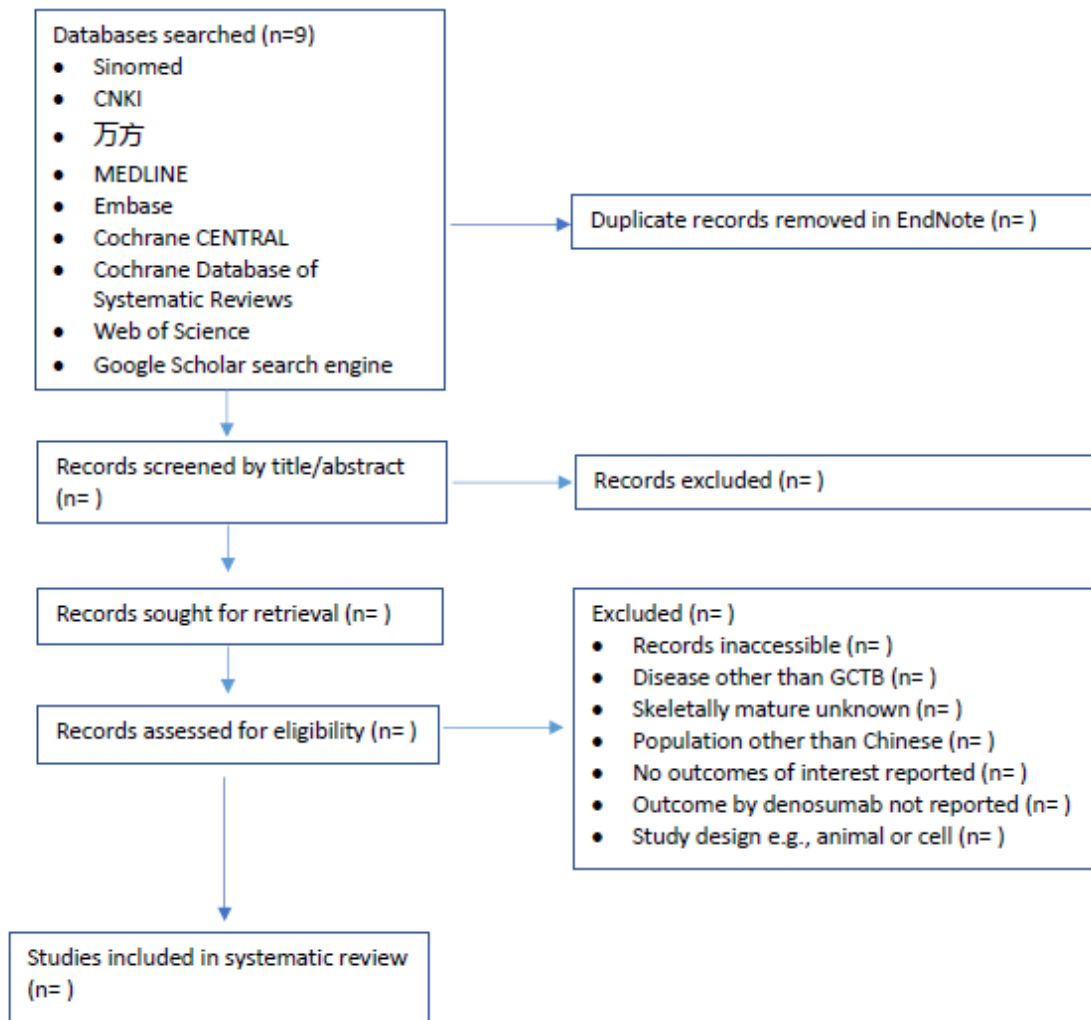 Databases searched (n=9)
• Sinomed
• CNKI
• 万方
• MEDLINE
• Embase
• Cochrane CENTRAL
• Cochrane Database of
Systematic Reviews
• Web of Science
• Google Scholar search engine
Duplicate records removed in EndNote (n= )
Records screened by title/abstract
(n= )
Records excluded (n= )
Records sought for retrieval (n= )
Records assessed for eligibility (n= )
Excluded (n= )
• Records inaccessible (n= )
• Disease other than GCTB (n= )
• Skeletally mature unknown (n= )
• Population other than Chinese (n= )
• No outcomes of interest reported (n= )
• Outcome by denosumab not reported (n= )
• Study design e.g., animal or cell (n= )
Studies included in systematic review
(n= )